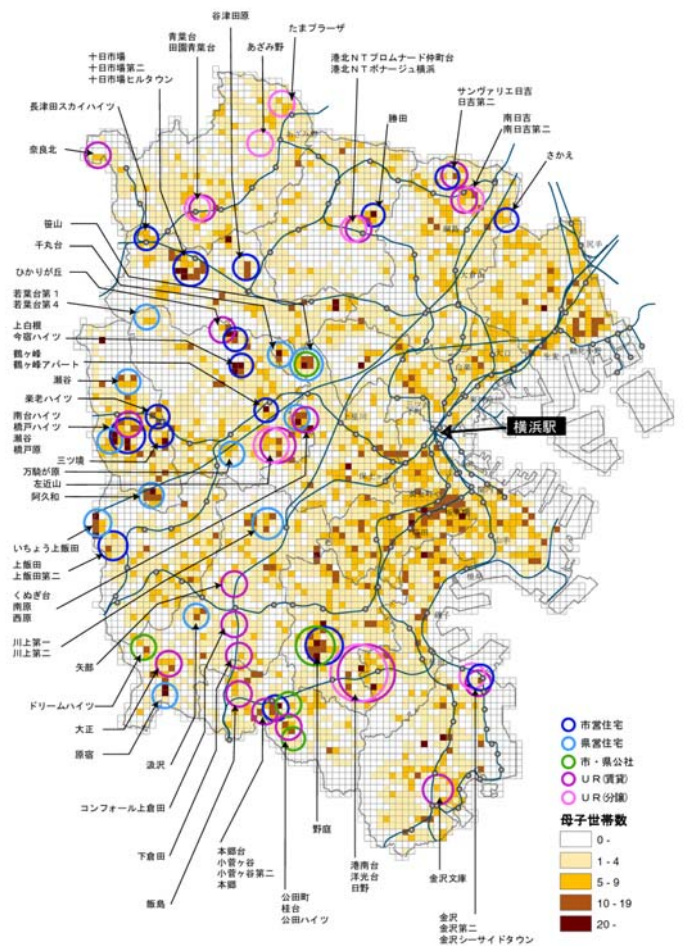 谷津田原
青葉台
田園青葉台
たまプラーザ
あざみ野
十日市場
十日市場第二
十日市場ヒルタウン
港北NTプロムナード仲町台
港北NTボナージュ横浜
サンヴァリエ日吉
日吉第二
長津田スカイハイツ
勝田
南日吉
南日吉第二
奈良北
さかえ
あざみ野
笹山
千丸台
ひかりが丘
若葉台第1
若葉台第4
上白根
今宿ハイツ
鶴ヶ峰
鶴ヶ峰アパート
瀬谷
楽老ハイツ
南台ハイツ
橋戸ハイツ
瀬谷
橋戸原
三ツ境
横浜駅
万騎が原
左近山
阿久和
いちょう上飯田
上飯田
上飯田第二
くぬぎ台
南原
西原
川上第一
川上第二
矢部
ドリームハイツ
大正
原宿
汲沢
コンフォール上倉田
下倉田
飯島
本郷台
小菅ヶ谷
小菅ヶ谷第二
本郷
公田町
桂台
公田ハイツ
野庭
港南台
洋光台
日野
金沢文庫
金沢
金沢第二
金沢シーサイドタウン
市営住宅
県営住宅
市・県公社
UR(賃貸)
UR(分譲)
母子世帯数
0 -
1 - 4
5 - 9
10 - 19
20 -